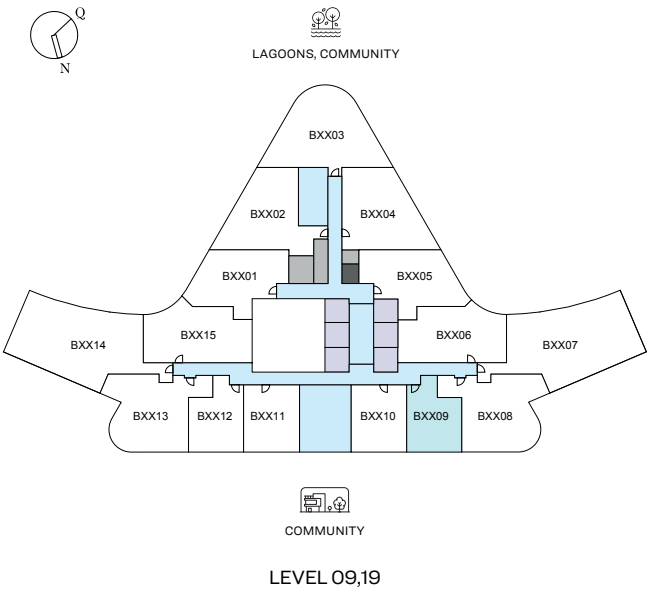 Q
N
LAGOONS, COMMUNITY
BXX03
BXX02 BXX04
BXX01 BXX05
BXX14 BXX15 BXX06 BXX07
BXX13 BXX12 BXX11 BXX10 BXX09 BXX08
COMMUNITY
LEVEL 09,19